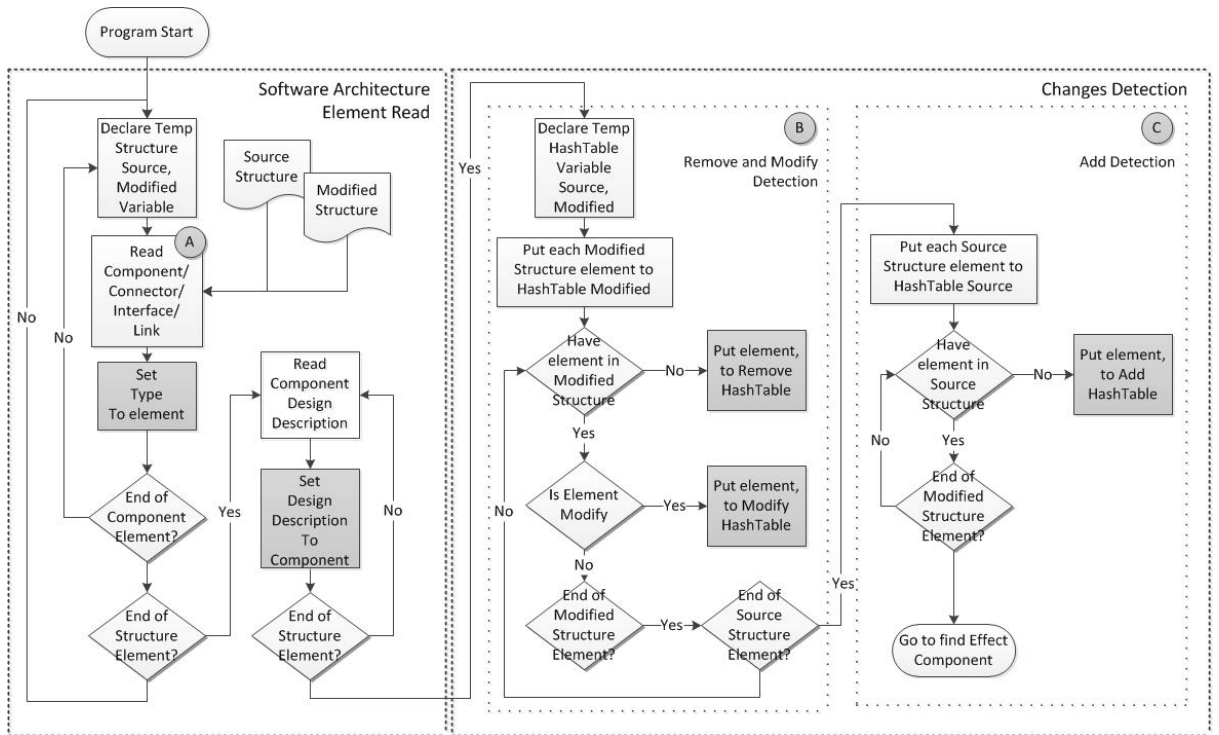 Program Start
Software Architecture
Element Read
Declare Temp
Structure
Source,
Modified
Variable
Source
Structure
Modified
Structure
A
Read
Component/
Connector/
Interface/
Link
No
No
Set
Type
To element
Read
Component
Design
Description
End of
Component
Element?
Yes
Set
Design
Description
To
Component
No
End of
Structure
Element?
End of
Structure
Element?
Changes Detection
Yes
B
Remove and Modify
Detection
Declare Temp
HashTable
Variable
Source,
Modified
Put each Modified
Structure element to
HashTable Modified
Have
element in
Modified
Structure
No
Put element,
to Remove
HashTable
Yes
Is Element
Modify
Yes
Put element,
to Modify
HashTable
No
No
End of
Modified
Structure
Element?
Yes
End of
Source
Structure
Element?
Yes
C
Add Detection
Put each Source
Structure element to
HashTable Source
Have
element in
Source
Structure
No
Put element,
to Add
HashTable
No
Yes
End of
Modified
Structure
Element?
Go to find Effect
Component